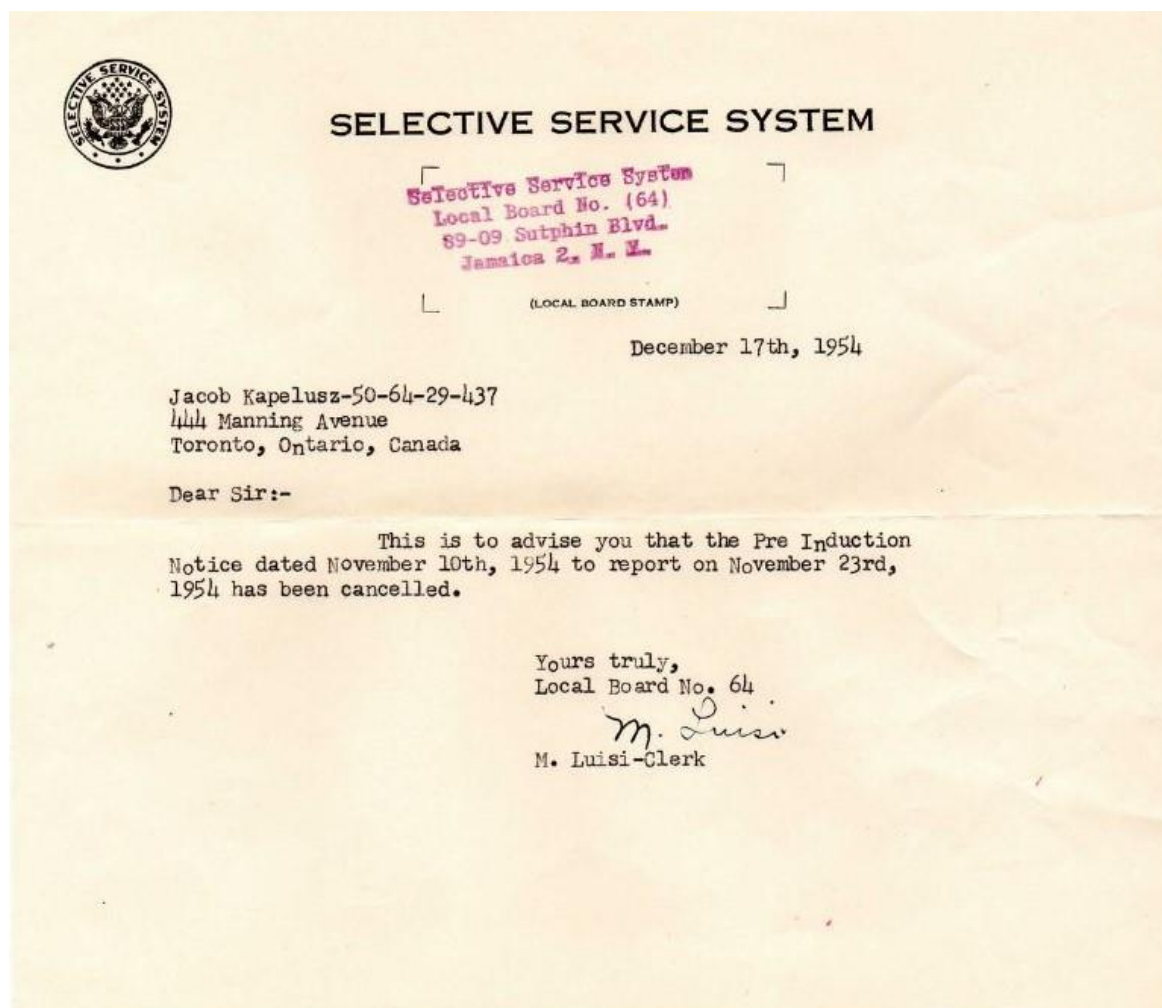 SELECTIVE SERVICE SYSTEM
SELECTIVE SERVICE SYSTEM
Selective Service System
Local Board No. (64)
89-09 Sutphin Blvd.
Jamaica 2, N. Y.
(LOCAL BOARD STAMP)
December 17th, 1954
Jacob Kapelusz-50-64-29-437
444 Manning Avenue
Toronto, Ontario, Canada
Dear Sir:-
This is to advise you that the Pre Induction
Notice dated November 10th, 1954 to report on November 23rd,
1954 has been cancelled.
Yours truly,
Local Board No. 64
M. Luisi
M. Luisi-Clerk